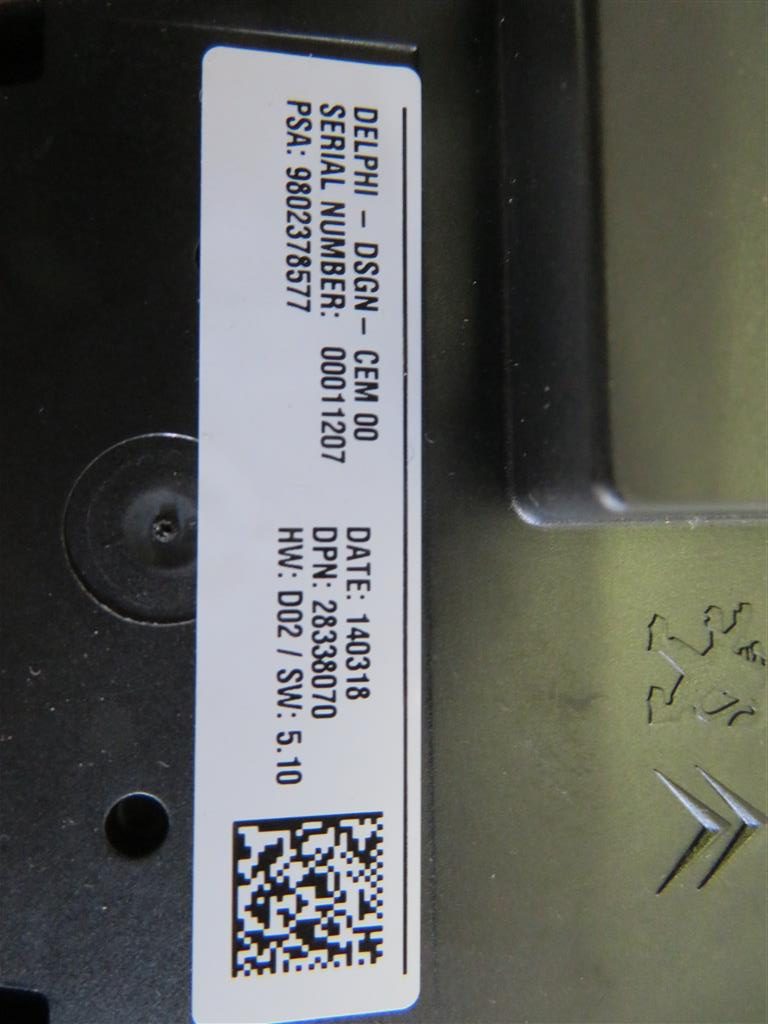 DELPHI – DSGN– CEM 00
SERIAL NUMBER: 00011207
PSA: 9802378577
DATE: 140318
DPN: 28338070
HW: D02 / SW: 5.10